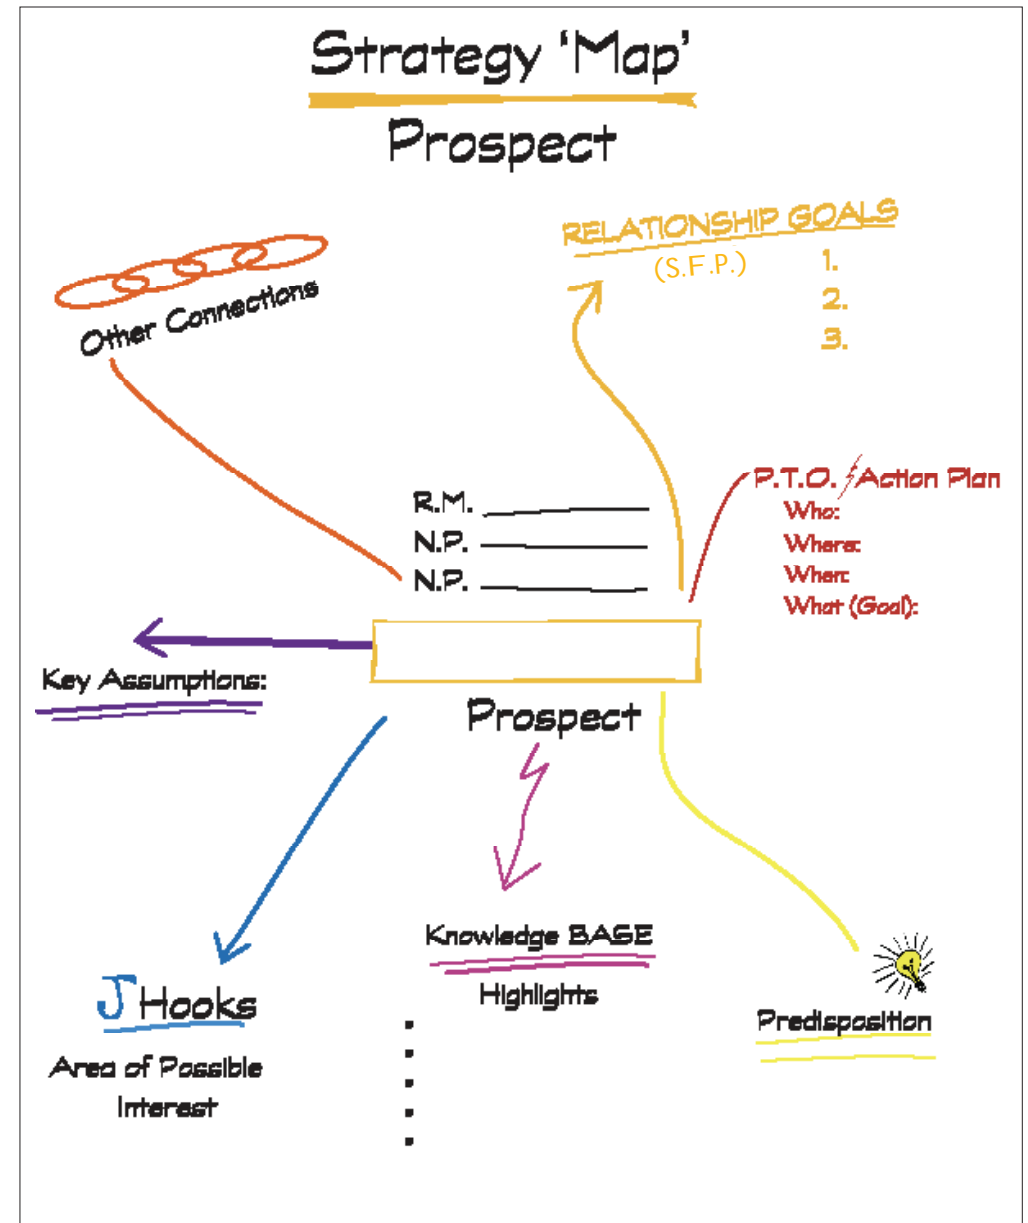 Strategy ‘Map’
Prospect
RELATIONSHIP GOALS
(S.F.P.)
1.
2.
3.
Other Connections
P.T.O. /Action Plan
Who:
Where:
When:
What (Goal):
R.M.
N.P.
N.P.
Key Assumptions:
Prospect
Knowledge BASE
Highlights
J Hooks
Area of Possible
Interest
Predisposition